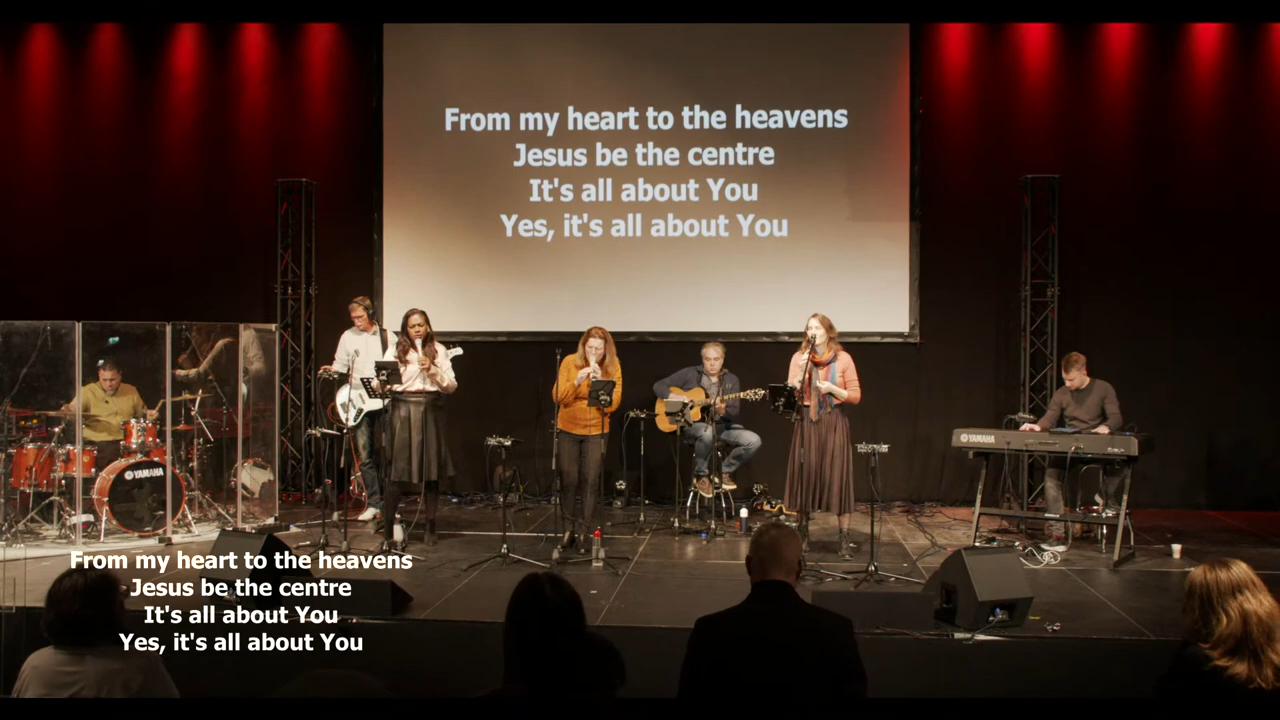 From my heart to the heavens
Jesus be the centre
It's all about You
Yes, it's all about You
YAMAHA
YAMAHA
From my heart to the heavens
Jesus be the centre
It's all about You
Yes, it's all about You